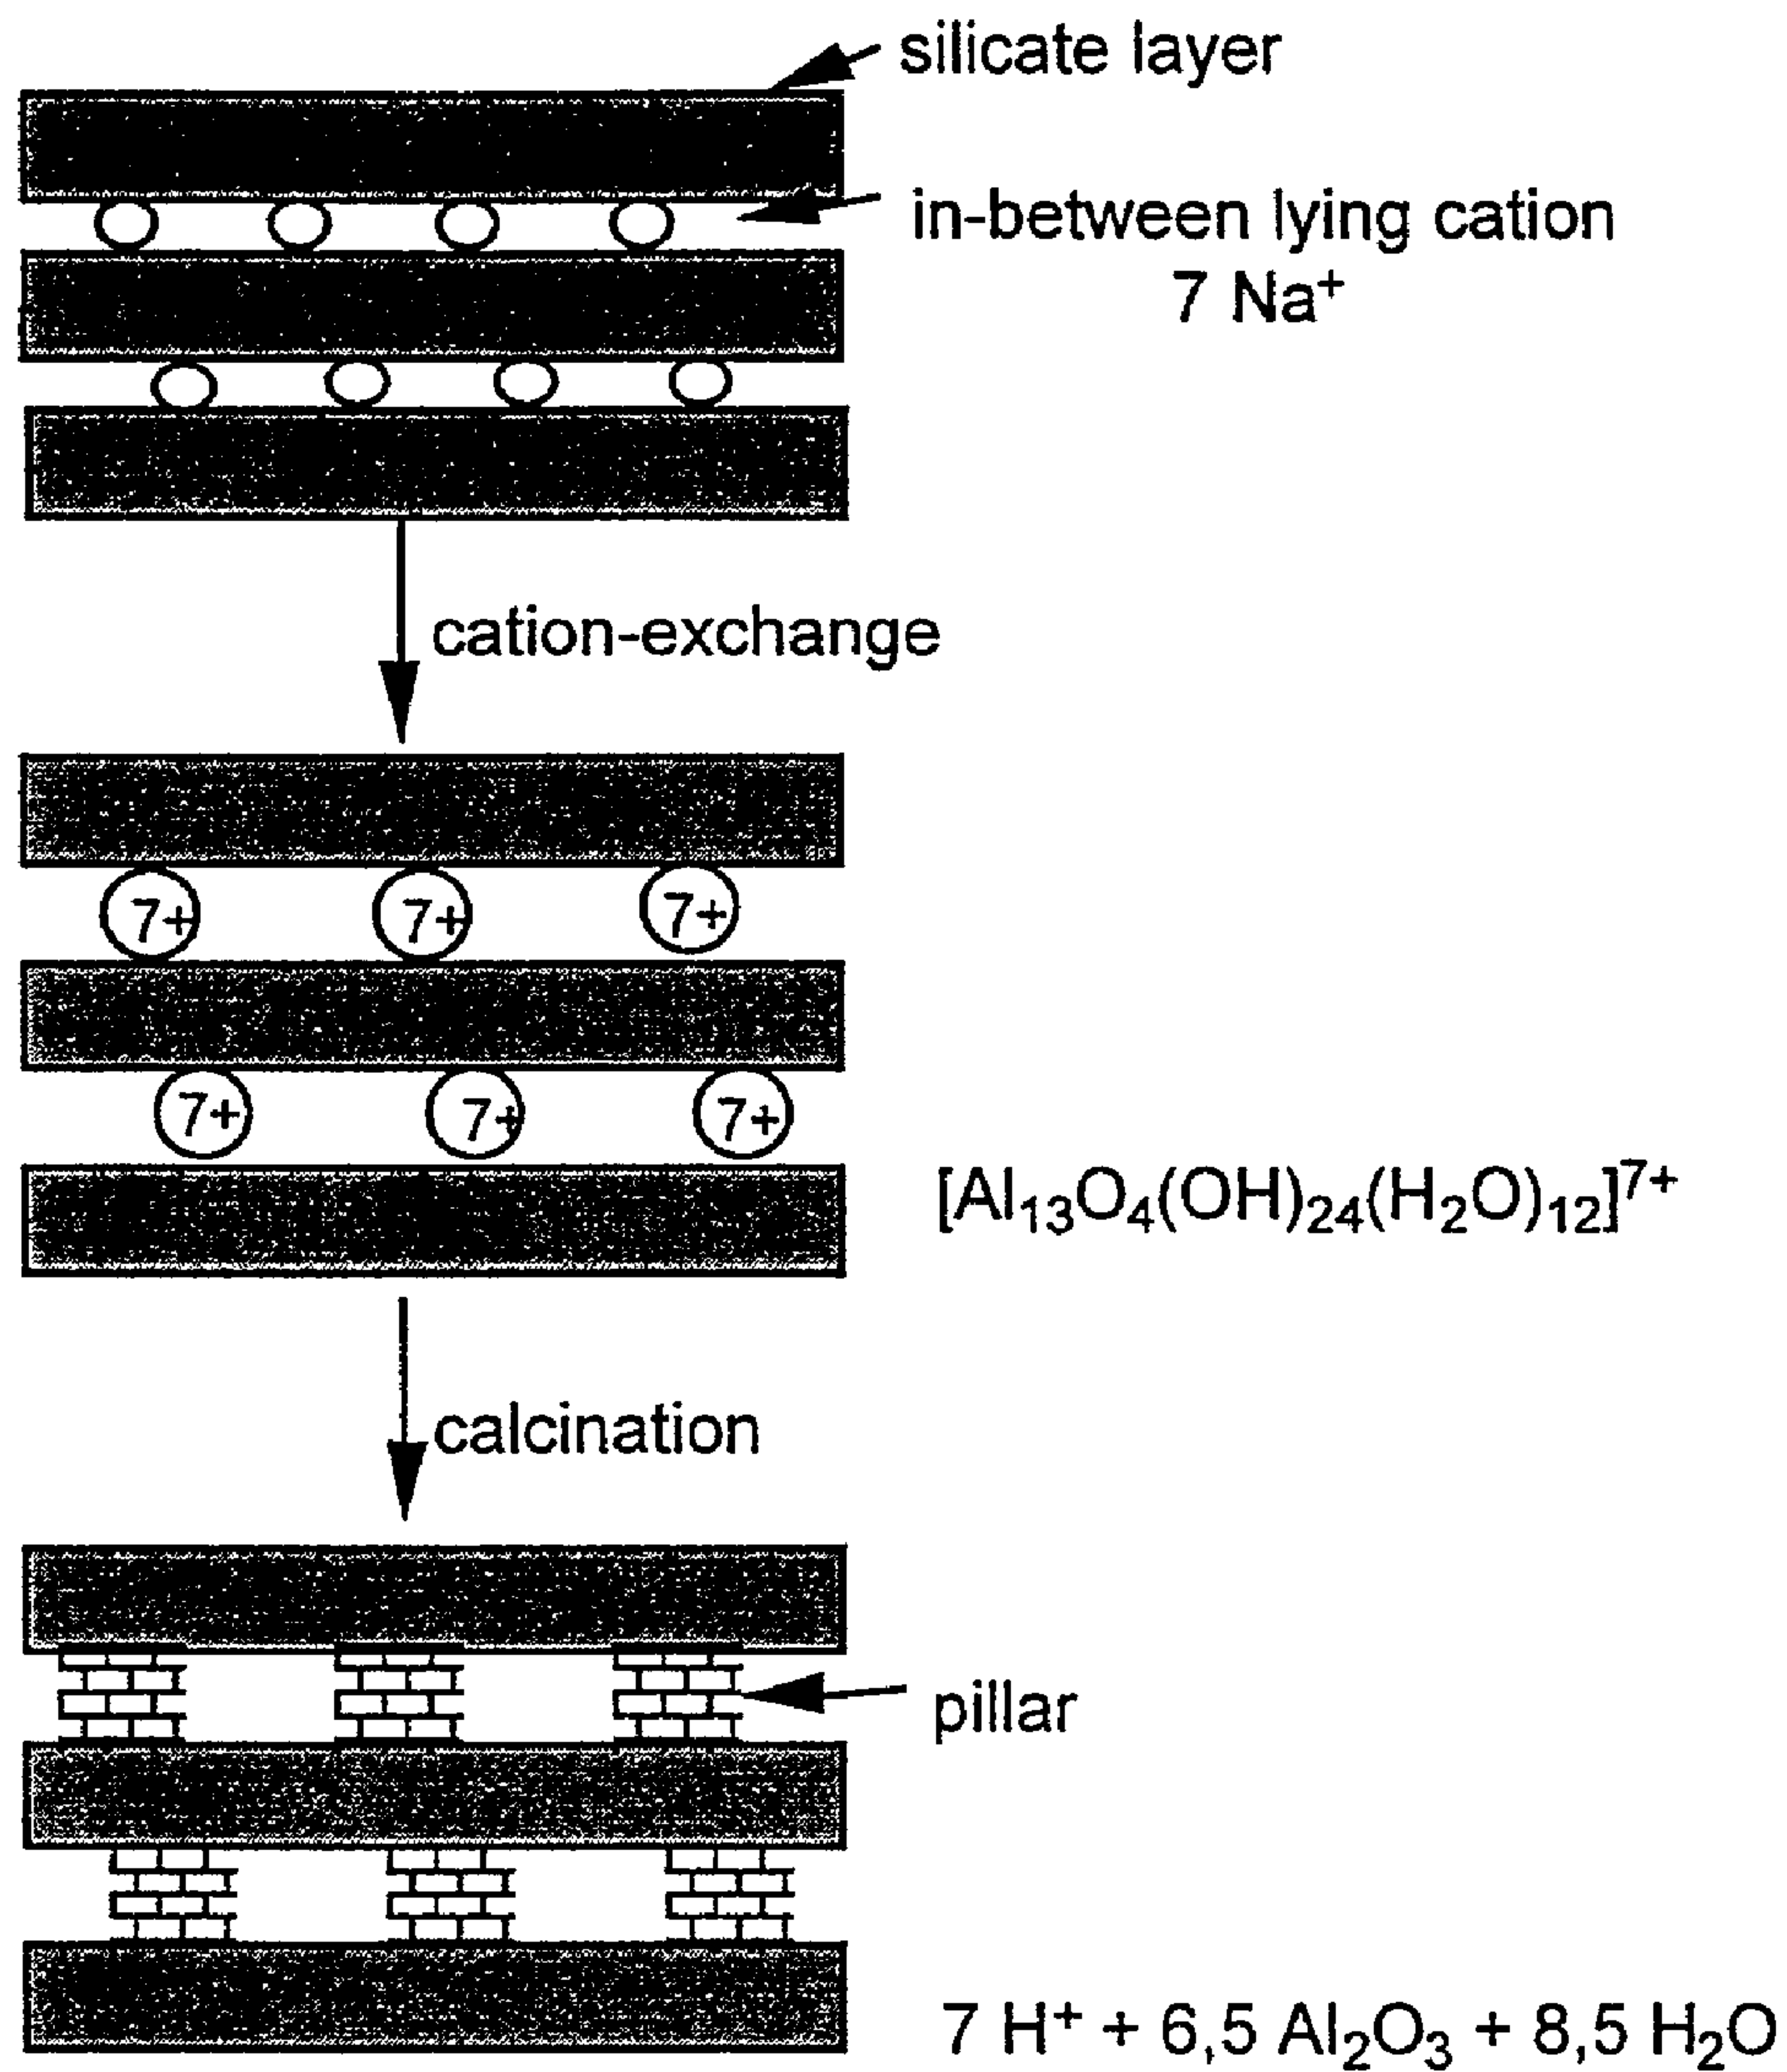 silicate layer
in-between lying cation
7 Na⁺
cation-exchange
7+ 7+ 7+
7+ 7+ 7+
[Al₁₃O₄(OH)₂₄(H₂O)₁₂]⁷⁺
calcination
pillar
7 H⁺ + 6,5 Al₂O₃ + 8,5 H₂O